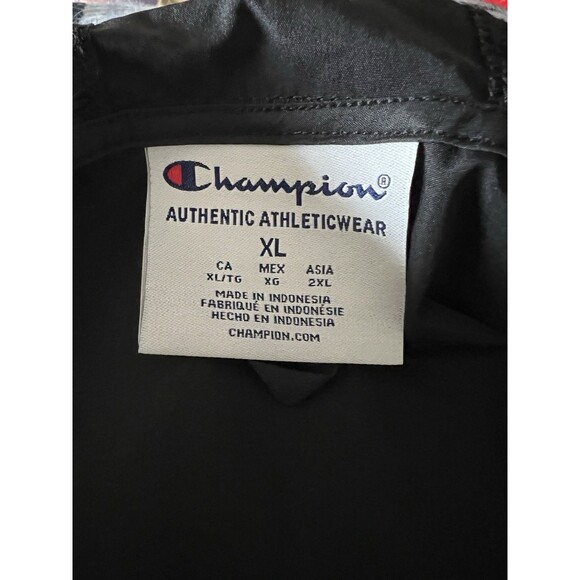 Champion®
AUTHENTIC ATHLETICWEAR
XL
CA MEX ASIA
XL/TG XG 2XL
MADE IN INDONESIA
FABRIQUÉ EN INDONÉSIE
HECHO EN INDONESIA
CHAMPION.COM